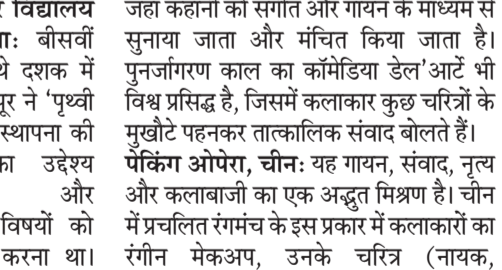 विद्यालय
बीसवीं
थे दशक में
पूर ने 'पृथ्वी
स्थापना की
का उद्देश्य
और
विषयों को
करना था।
जहाँ कहानी को संगीत और गायन के माध्यम से
सुनाया जाता और मंचित किया जाता है।
पुनर्जागरण काल का कॉमेडिया डेल'आर्टे भी
विश्व प्रसिद्ध है, जिसमें कलाकार कुछ चरित्रों के
मुखौटे पहनकर तात्कालिक संवाद बोलते हैं।
पेकिंग ओपेरा, चीनः यह गायन, संवाद, नृत्य
और कलाबाजी का एक अद्भुत मिश्रण है। चीन
में प्रचलित रंगमंच के इस प्रकार में कलाकारों का
रंगीन मेकअप, उनके चरित्र (नायक,